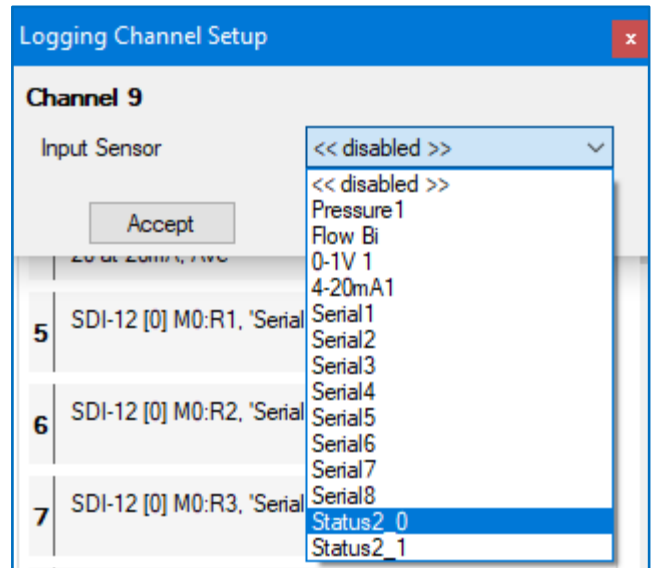 Logging Channel Setup
x
Channel 9
Input Sensor
<< disabled >>
<< disabled >>
Pressure1
Flow Bi
0-1V 1
4-20mA1
Serial1
Serial2
Serial3
Serial4
Serial5
Serial6
Serial7
Serial8
Status2_0
Status2_1
Accept
5 SDI-12 [0] M0:R1, "Serial
6 SDI-12 [0] M0:R2, "Serial
7 SDI-12 [0] M0:R3, "Serial